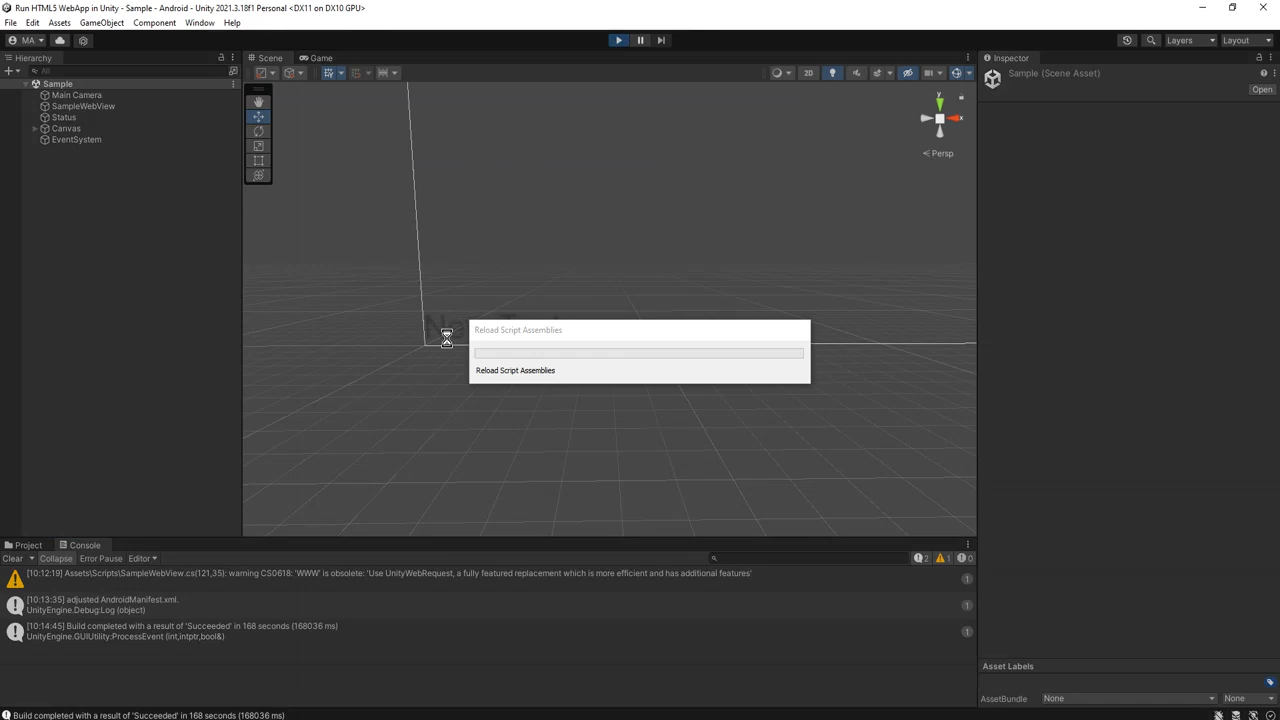 Run HTML5 WebApp in Unity - Sample - Android - Unity 2021.3.18f1 Personal <DX11 on DX10 GPU>
File Edit Assets GameObject Component Window Help
MA Layers Layout
Hierarchy Scene Game Inspector
All
Sample
Main Camera
SampleWebView
Status
Canvas
EventSystem
2D
y
x
Persp
Sample (Scene Asset)
Open
Reload Script Assemblies
Reload Script Assemblies
Project Console
Clear Collapse Error Pause Editor 2 1 0
[10:12:19] Assets\Scripts\SampleWebView.cs(121,35): warning CS0618: 'WWW' is obsolete: 'Use UnityWebRequest, a fully featured replacement which is more efficient and has additional features' 1
[10:13:35] adjusted AndroidManifest.xml. 1
UnityEngine.Debug:Log (object)
[10:14:45] Build completed with a result of 'Succeeded' in 168 seconds (168036 ms) 1
UnityEngine.GUIUtility:ProcessEvent (int,intptr,bool&)
Asset Labels
AssetBundle None None
Build completed with a result of 'Succeeded' in 168 seconds (168036 ms)